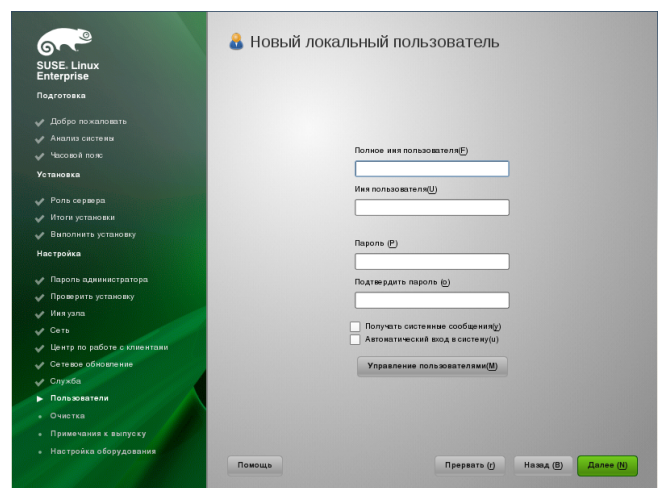 SUSE. Linux
Enterprise
Подготовка
Добро пожаловать
Анализ системы
Часовой пояс
Установка
Роль сервера
Итоги установки
Выполнить установку
Настройка
Пароль администратора
Проверить установку
Имя узла
Сеть
Центр по работе с клиентами
Сетевое обновление
Служба
Пользователи
Очистка
Примечания к выпуску
Настройка оборудования
Новый локальный пользователь
Полное имя пользователя(F)
Имя пользователя(U)
Пароль (P)
Подтвердить пароль (o)
Получать системные сообщения(y)
Автоматический вход в систему(u)
Управление пользователями(M)
Помощь
Прервать (r)
Назад (B)
Далее (N)